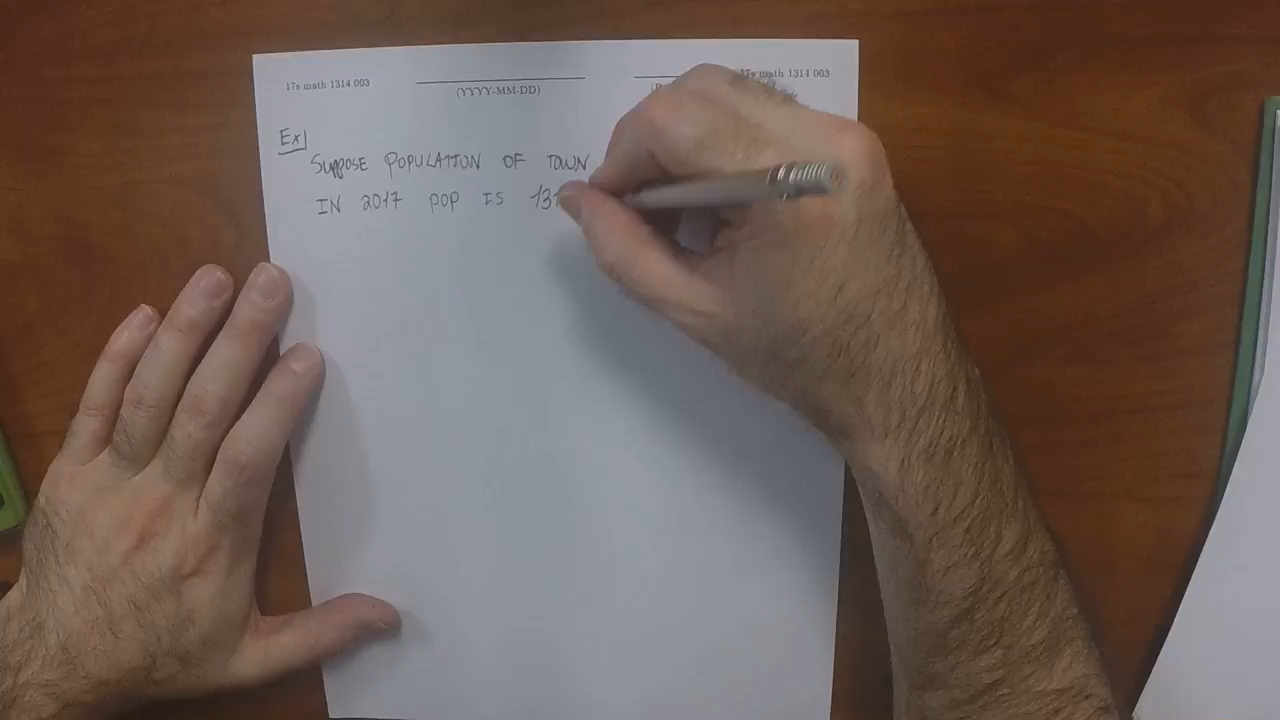 17s math 1314 003
17s math 1314 003
(YYYY-MM-DD)
Ex
SUPPOSE POPULATION OF TOWN
IN 2017 POP IS